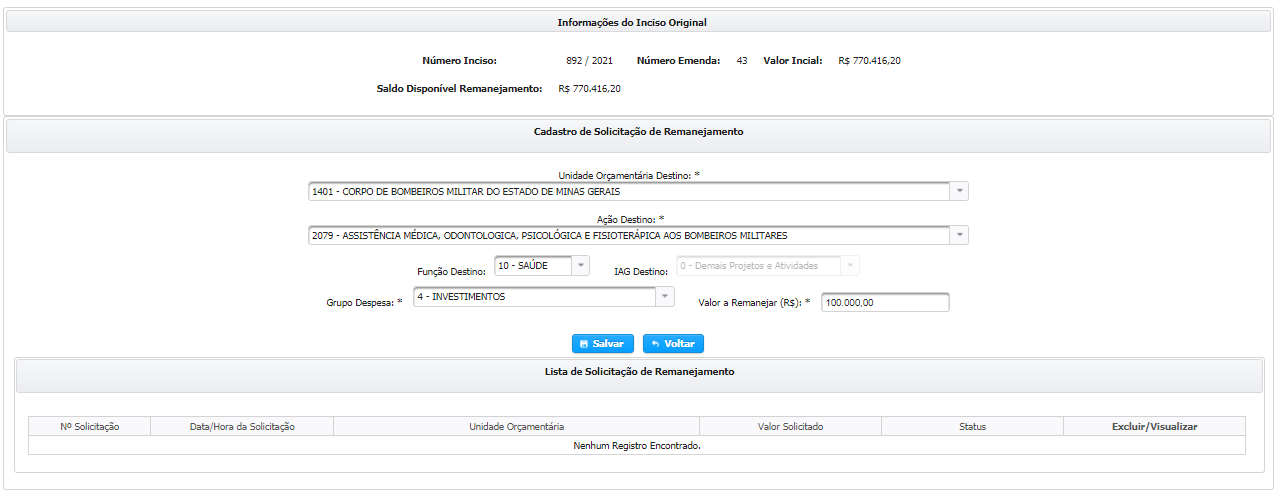 Informações do Inciso Original
Número Inciso: 892 / 2021 Número Emenda: 43 Valor Incial: R$ 770.416,20
Saldo Disponível Remanejamento: R$ 770.416,20
Cadastro de Solicitação de Remanejamento
Unidade Orçamentária Destino: *
1401 - CORPO DE BOMBEIROS MILITAR DO ESTADO DE MINAS GERAIS
Ação Destino: *
2079 - ASSISTÊNCIA MÉDICA, ODONTOLOGICA, PSICOLÓGICA E FISIOTERÁPICA AOS BOMBEIROS MILITARES
Função Destino: 10 - SAÚDE IAG Destino: 0 - Demais Projetos e Atividades
Grupo Despesa: * 4 - INVESTIMENTOS Valor a Remanejar (R$): * 100.000,00
Salvar Voltar
Lista de Solicitação de Remanejamento
Nº Solicitação Data/Hora da Solicitação Unidade Orçamentária Valor Solicitado Status Excluir/Visualizar
Nenhum Registro Encontrado.